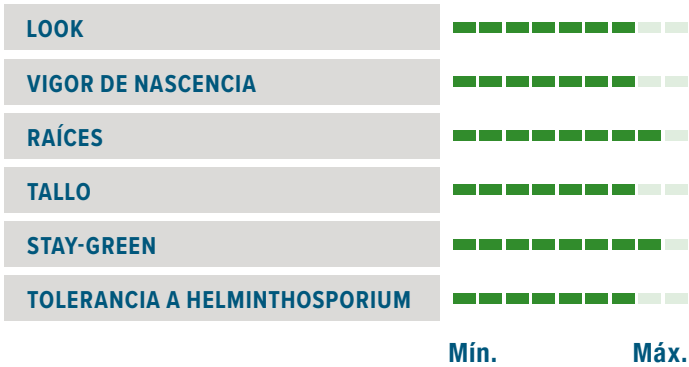 LOOK
VIGOR DE NASCENCIA
RAÍCES
TALLO
STAY-GREEN
TOLERANCIA A HELMINTHOSPORIUM
Mín. Máx.